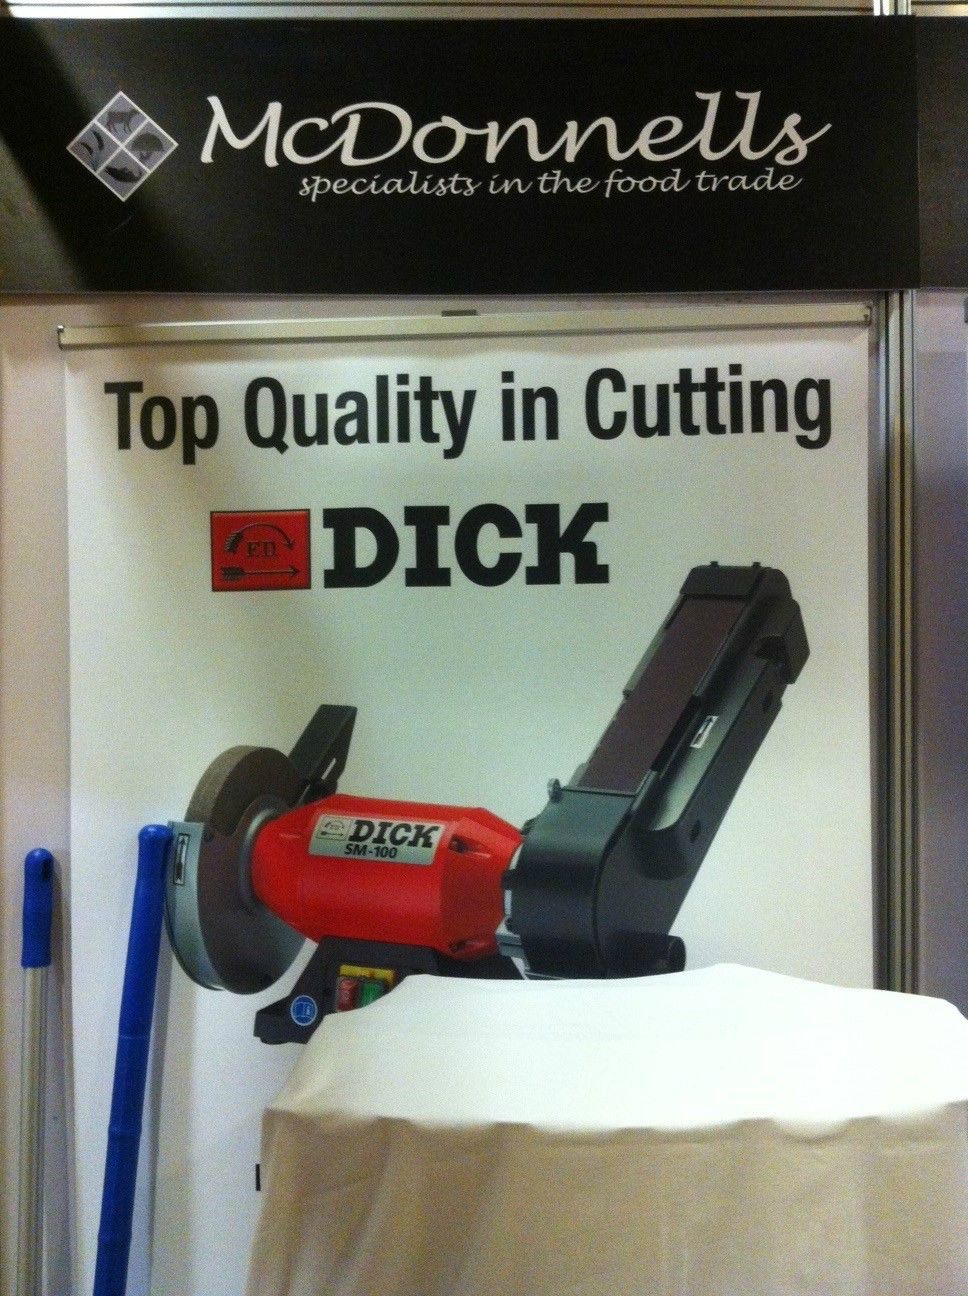 McDonnells
specialists in the food trade
Top Quality in Cutting
F.D. DICK
DICK
SM-100